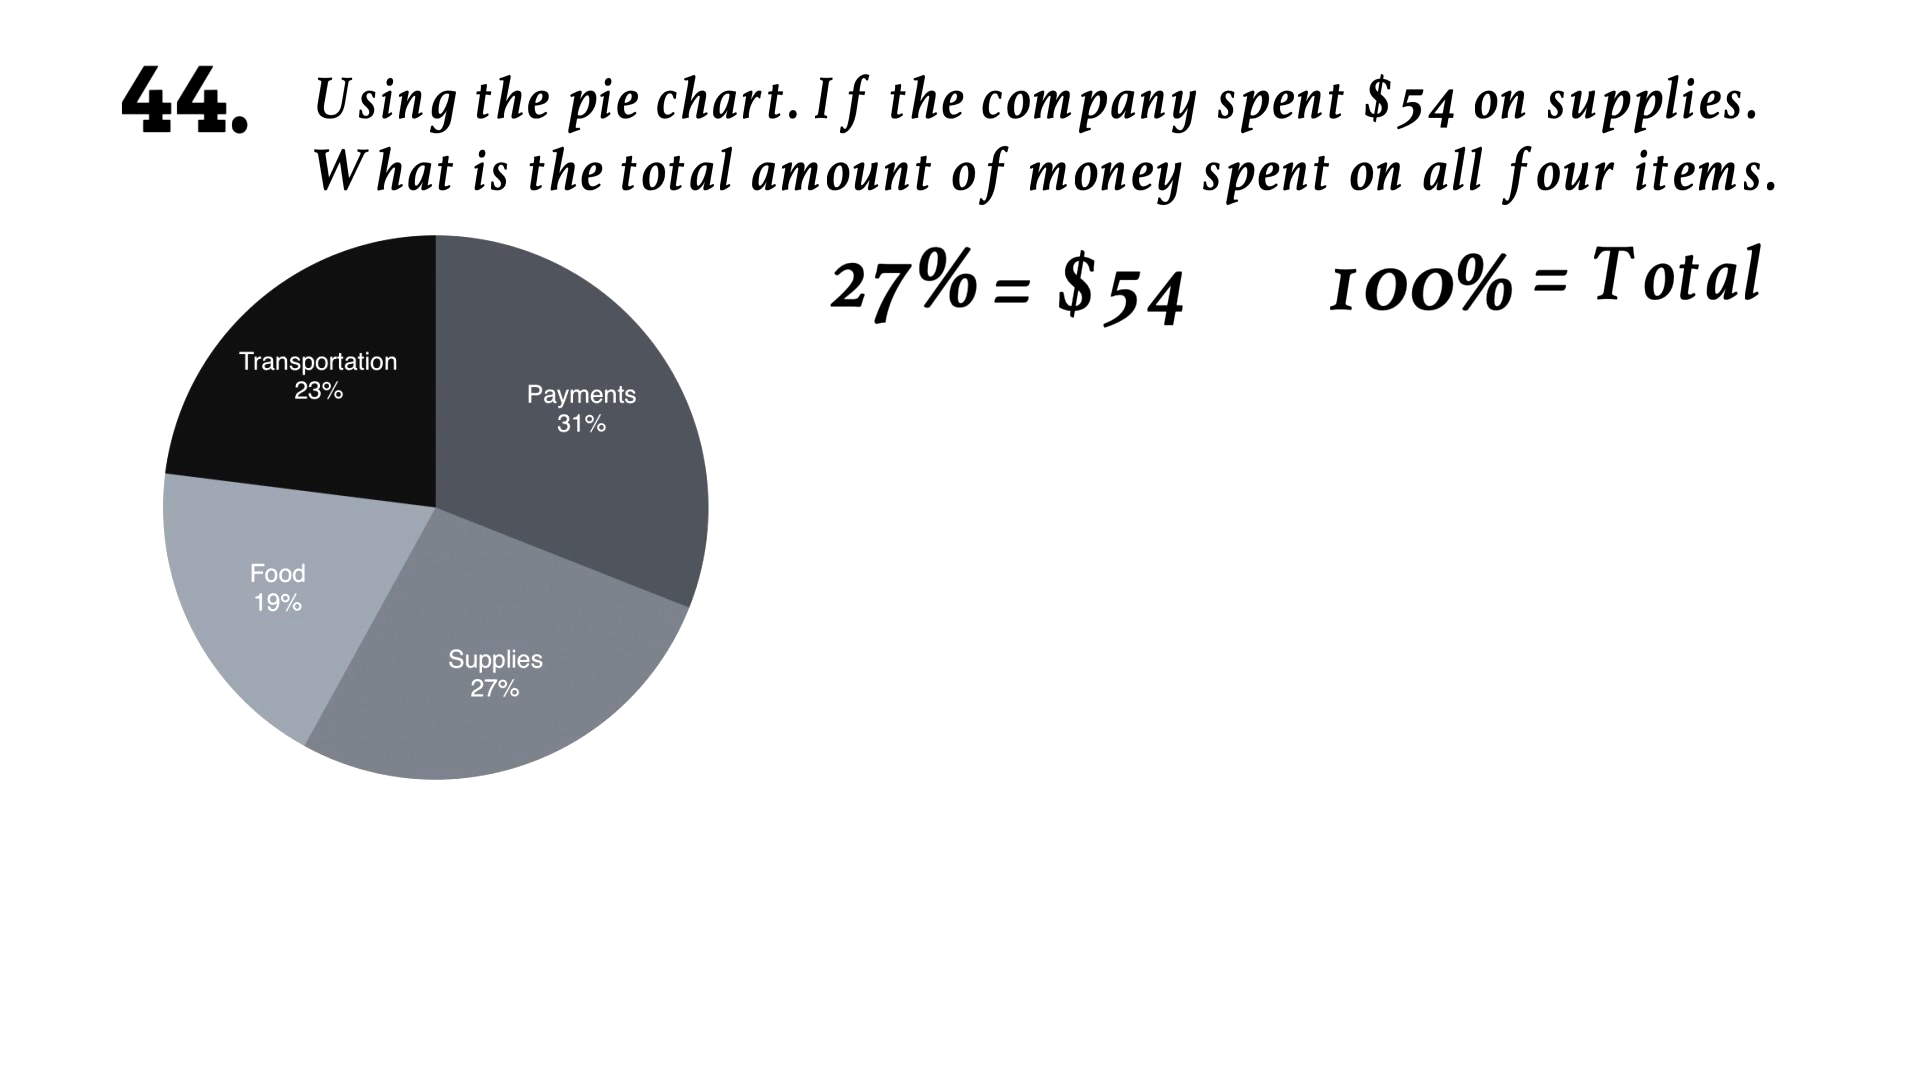 44. Using the pie chart. If the company spent $54 on supplies.
What is the total amount of money spent on all four items.
27% = $54 100% = Total
Transportation
23%
Payments
31%
Food
19%
Supplies
27%